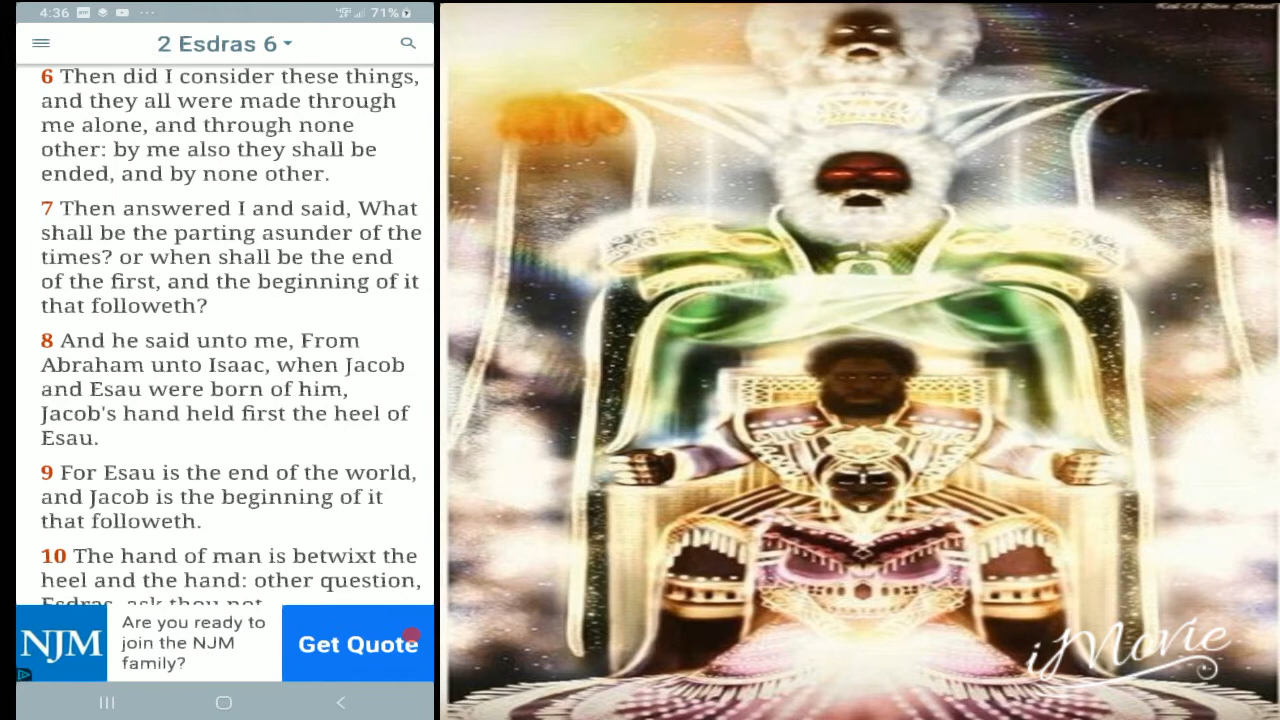 4:36
71%
2 Esdras 6
6 Then did I consider these things,
and they all were made through
me alone, and through none
other: by me also they shall be
ended, and by none other.
7 Then answered I and said, What
shall be the parting asunder of the
times? or when shall be the end
of the first, and the beginning of it
that followeth?
8 And he said unto me, From
Abraham unto Isaac, when Jacob
and Esau were born of him,
Jacob's hand held first the heel of
Esau.
9 For Esau is the end of the world,
and Jacob is the beginning of it
that followeth.
10 The hand of man is betwixt the
heel and the hand: other question,
Esdras, ask thou not.
NJM
Are you ready to
join the NJM
family?
Get Quote
iMovie